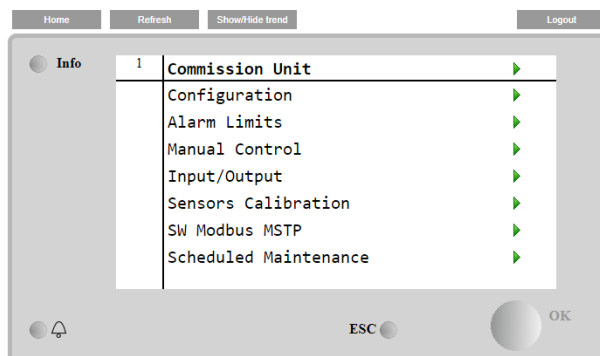 Home Refresh Show/Hide trend Logout
Info
1 Commission Unit
Configuration
Alarm Limits
Manual Control
Input/Output
Sensors Calibration
SW Modbus MSTP
Scheduled Maintenance
ESC OK